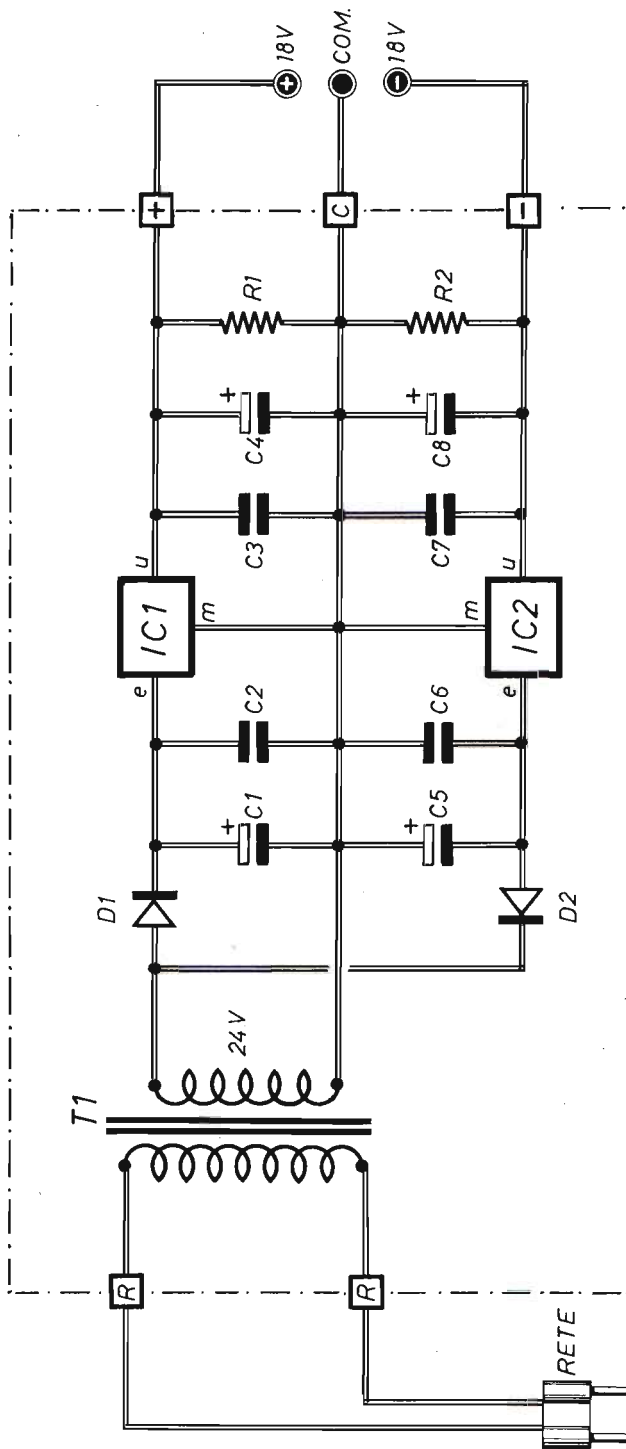 T1
24V
D1
D2
C1
C2
C5
C6
e
IC1
u
m
e
IC2
u
m
C3
C4
C7
C8
R1
R2
+
+
+
+
+
C
-
+
18V
COM.
-
18V
R
R
RETE